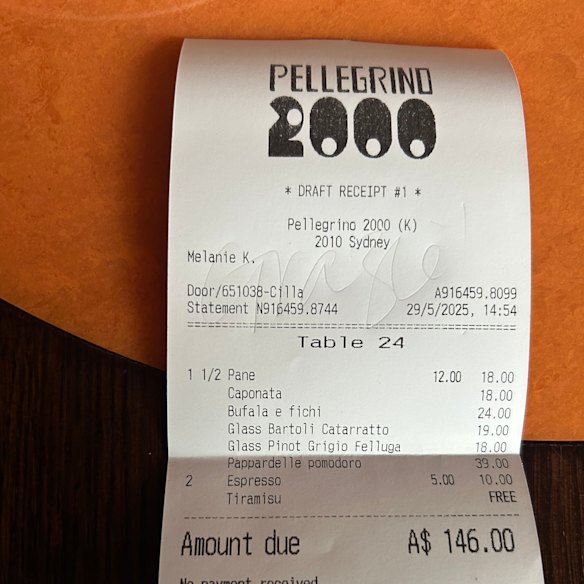 PELLEGRINO
2000
* DRAFT RECEIPT #1 *
Pellegrino 2000 (K)
2010 Sydney
Melanie K.
Door/651038-Cilla A916459.8099
Statement N916459.8744 29/5/2025, 14:54
Table 24
1 1/2 Pane 12.00 18.00
Caponata 18.00
Bufala e fichi 24.00
Glass Bartoli Catarratto 19.00
Glass Pinot Grigio Felluga 18.00
Pappardelle pomodoro 39.00
2 Espresso 5.00 10.00
Tiramisu FREE
Amount due A$ 146.00
No payment received